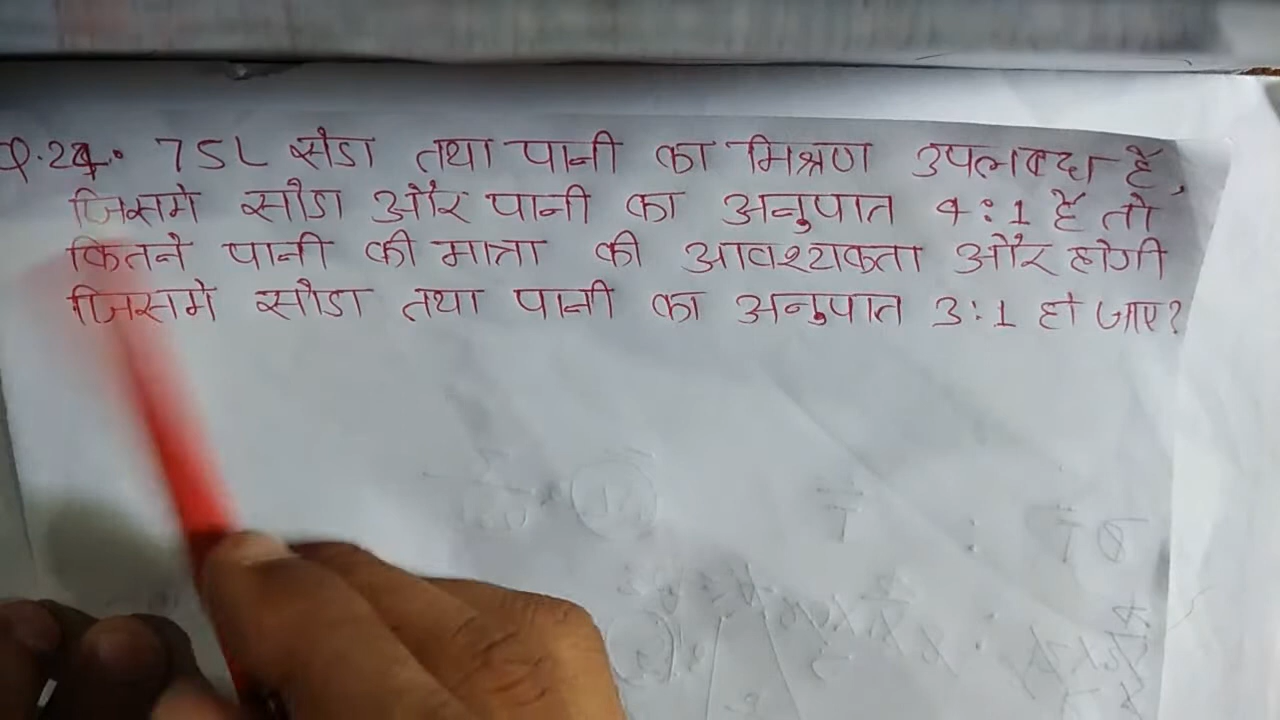 Q.24. 75L सोडा तथा पानी का मिश्रण उपलब्ध है,
जिसमे सोडा और पानी का अनुपात 4:1 है तो
कितने पानी की मात्रा की आवश्यकता और होगी
जिसमे सोडा तथा पानी का अनुपात 3:1 हो जाए?